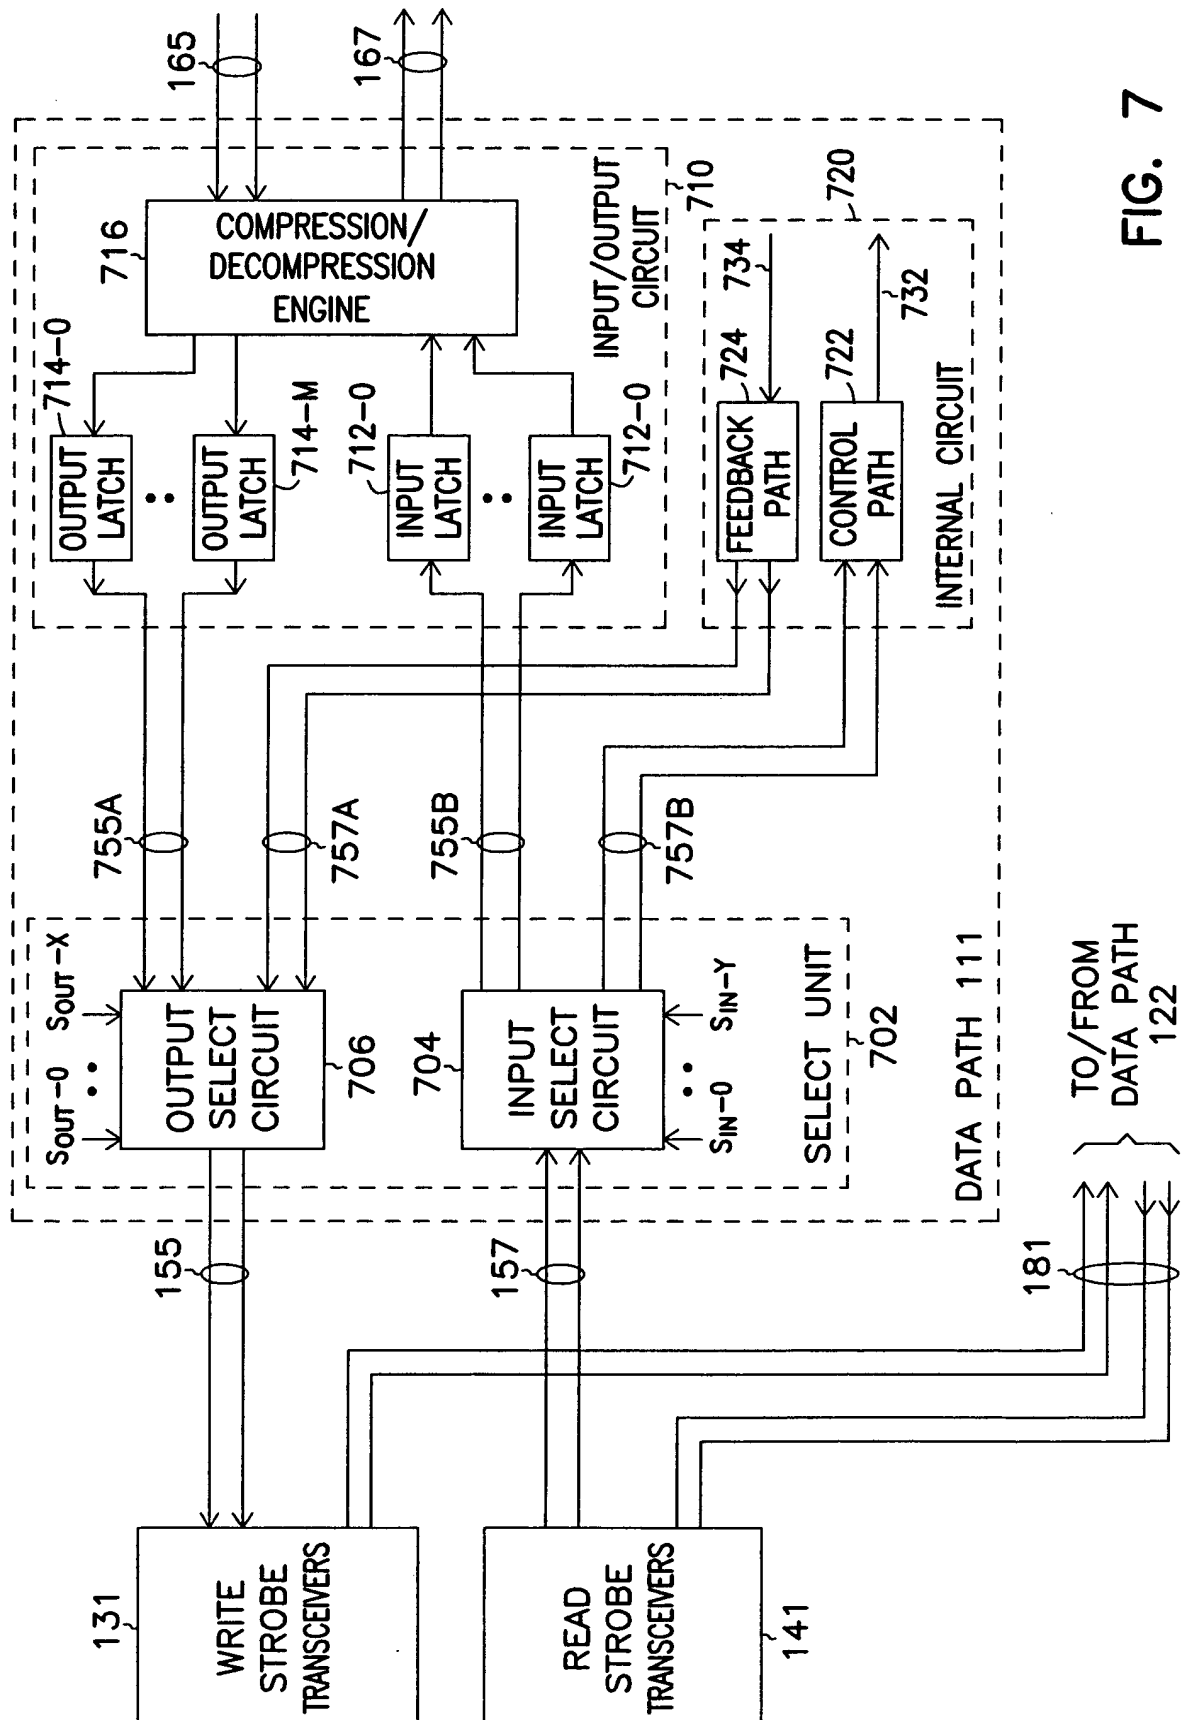 131
WRITE
STROBE
TRANSCEIVERS
READ
STROBE
TRANSCEIVERS
141
155
157
181
TO/FROM
DATA PATH
122
SOUT-0
SOUT-X
OUTPUT
SELECT
CIRCUIT
706
704
INPUT
SELECT
CIRCUIT
SIN-0
SIN-Y
SELECT UNIT
702
DATA PATH 111
755A
757A
755B
757B
714-0
OUTPUT
LATCH
OUTPUT
LATCH
714-M
712-0
INPUT
LATCH
INPUT
LATCH
712-0
716
COMPRESSION/
DECOMPRESSION
ENGINE
INPUT/OUTPUT
CIRCUIT
710
165
167
724
FEEDBACK
PATH
734
722
CONTROL
PATH
732
INTERNAL CIRCUIT
720
FIG. 7